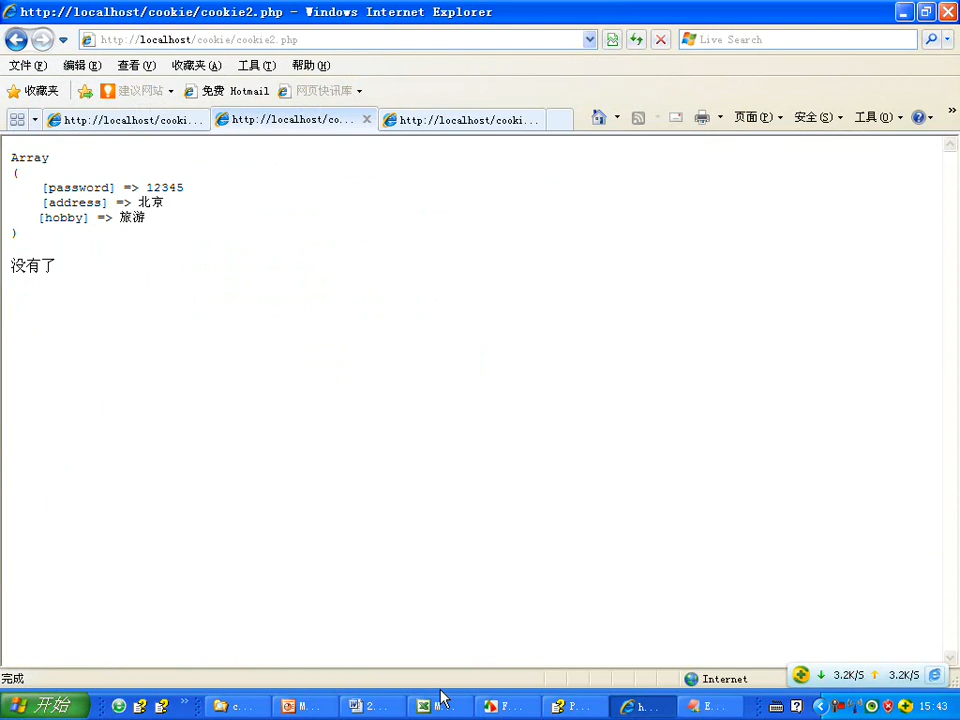 http://localhost/cookie/cookie2.php - Windows Internet Explorer
http://localhost/cookie/cookie2.php
Live Search
文件(F) 编辑(E) 查看(V) 收藏夹(A) 工具(T) 帮助(H)
收藏夹 建议网站 免费 Hotmail 网页快讯库
http://localhost/cooki... http://localhost/co... http://localhost/cooki... 页面(P) 安全(S) 工具(O) »
Array
(
[password] => 12345
[address] => 北京
[hobby] => 旅游
)
没有了
完成 Internet 3.2K/S 3.2K/S
开始 » c... M... 2... M... F... P... h... E... 15:43